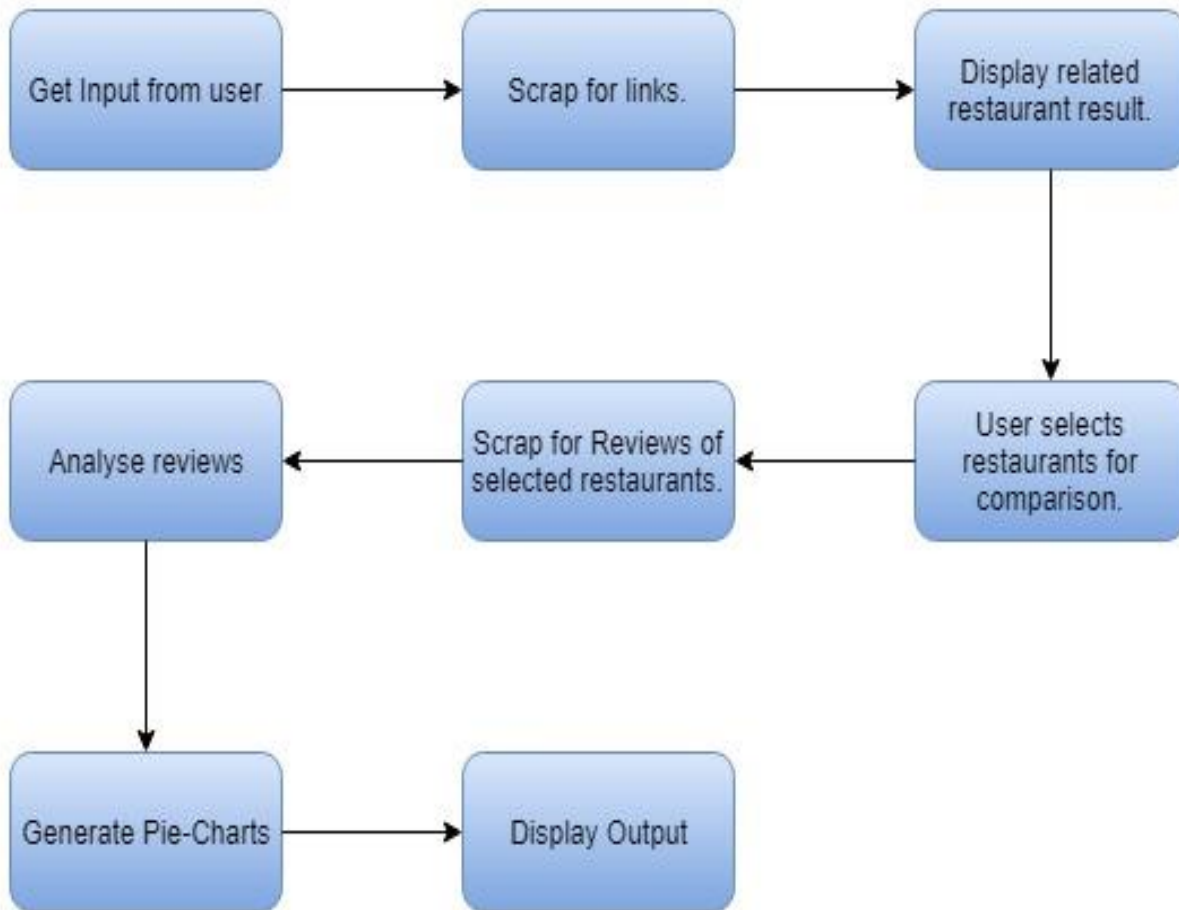 Get Input from user
Scrap for links.
Display related
restaurant result.
User selects
restaurants for
comparison.
Scrap for Reviews of
selected restaurants.
Analyse reviews
Generate Pie-Charts
Display Output